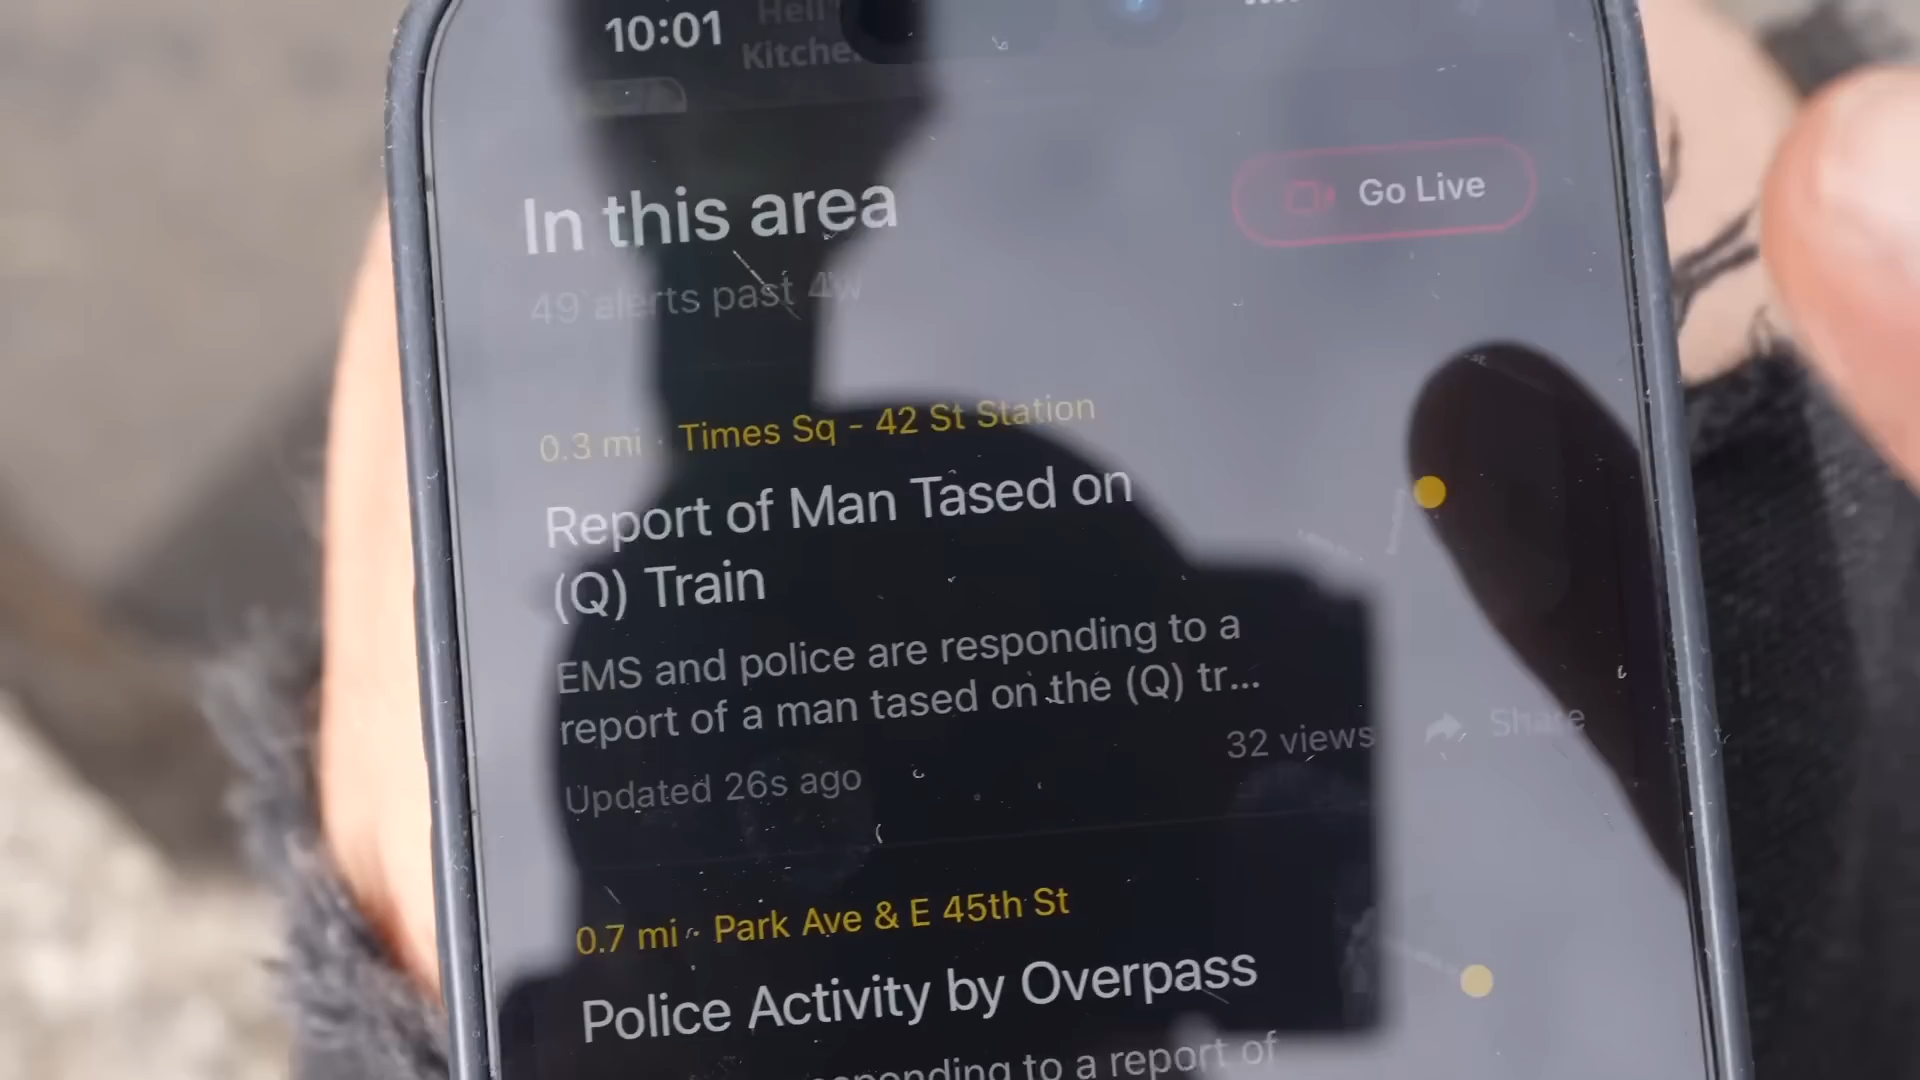 10:01
Hell's
Kitche
In this area
Go Live
49 alerts past 4w
0.3 mi · Times Sq - 42 St Station
Report of Man Tased on
(Q) Train
EMS and police are responding to a
report of a man tased on the (Q) tr...
Updated 26s ago
32 views
Share
0.7 mi · Park Ave & E 45th St
Police Activity by Overpass
to a report of